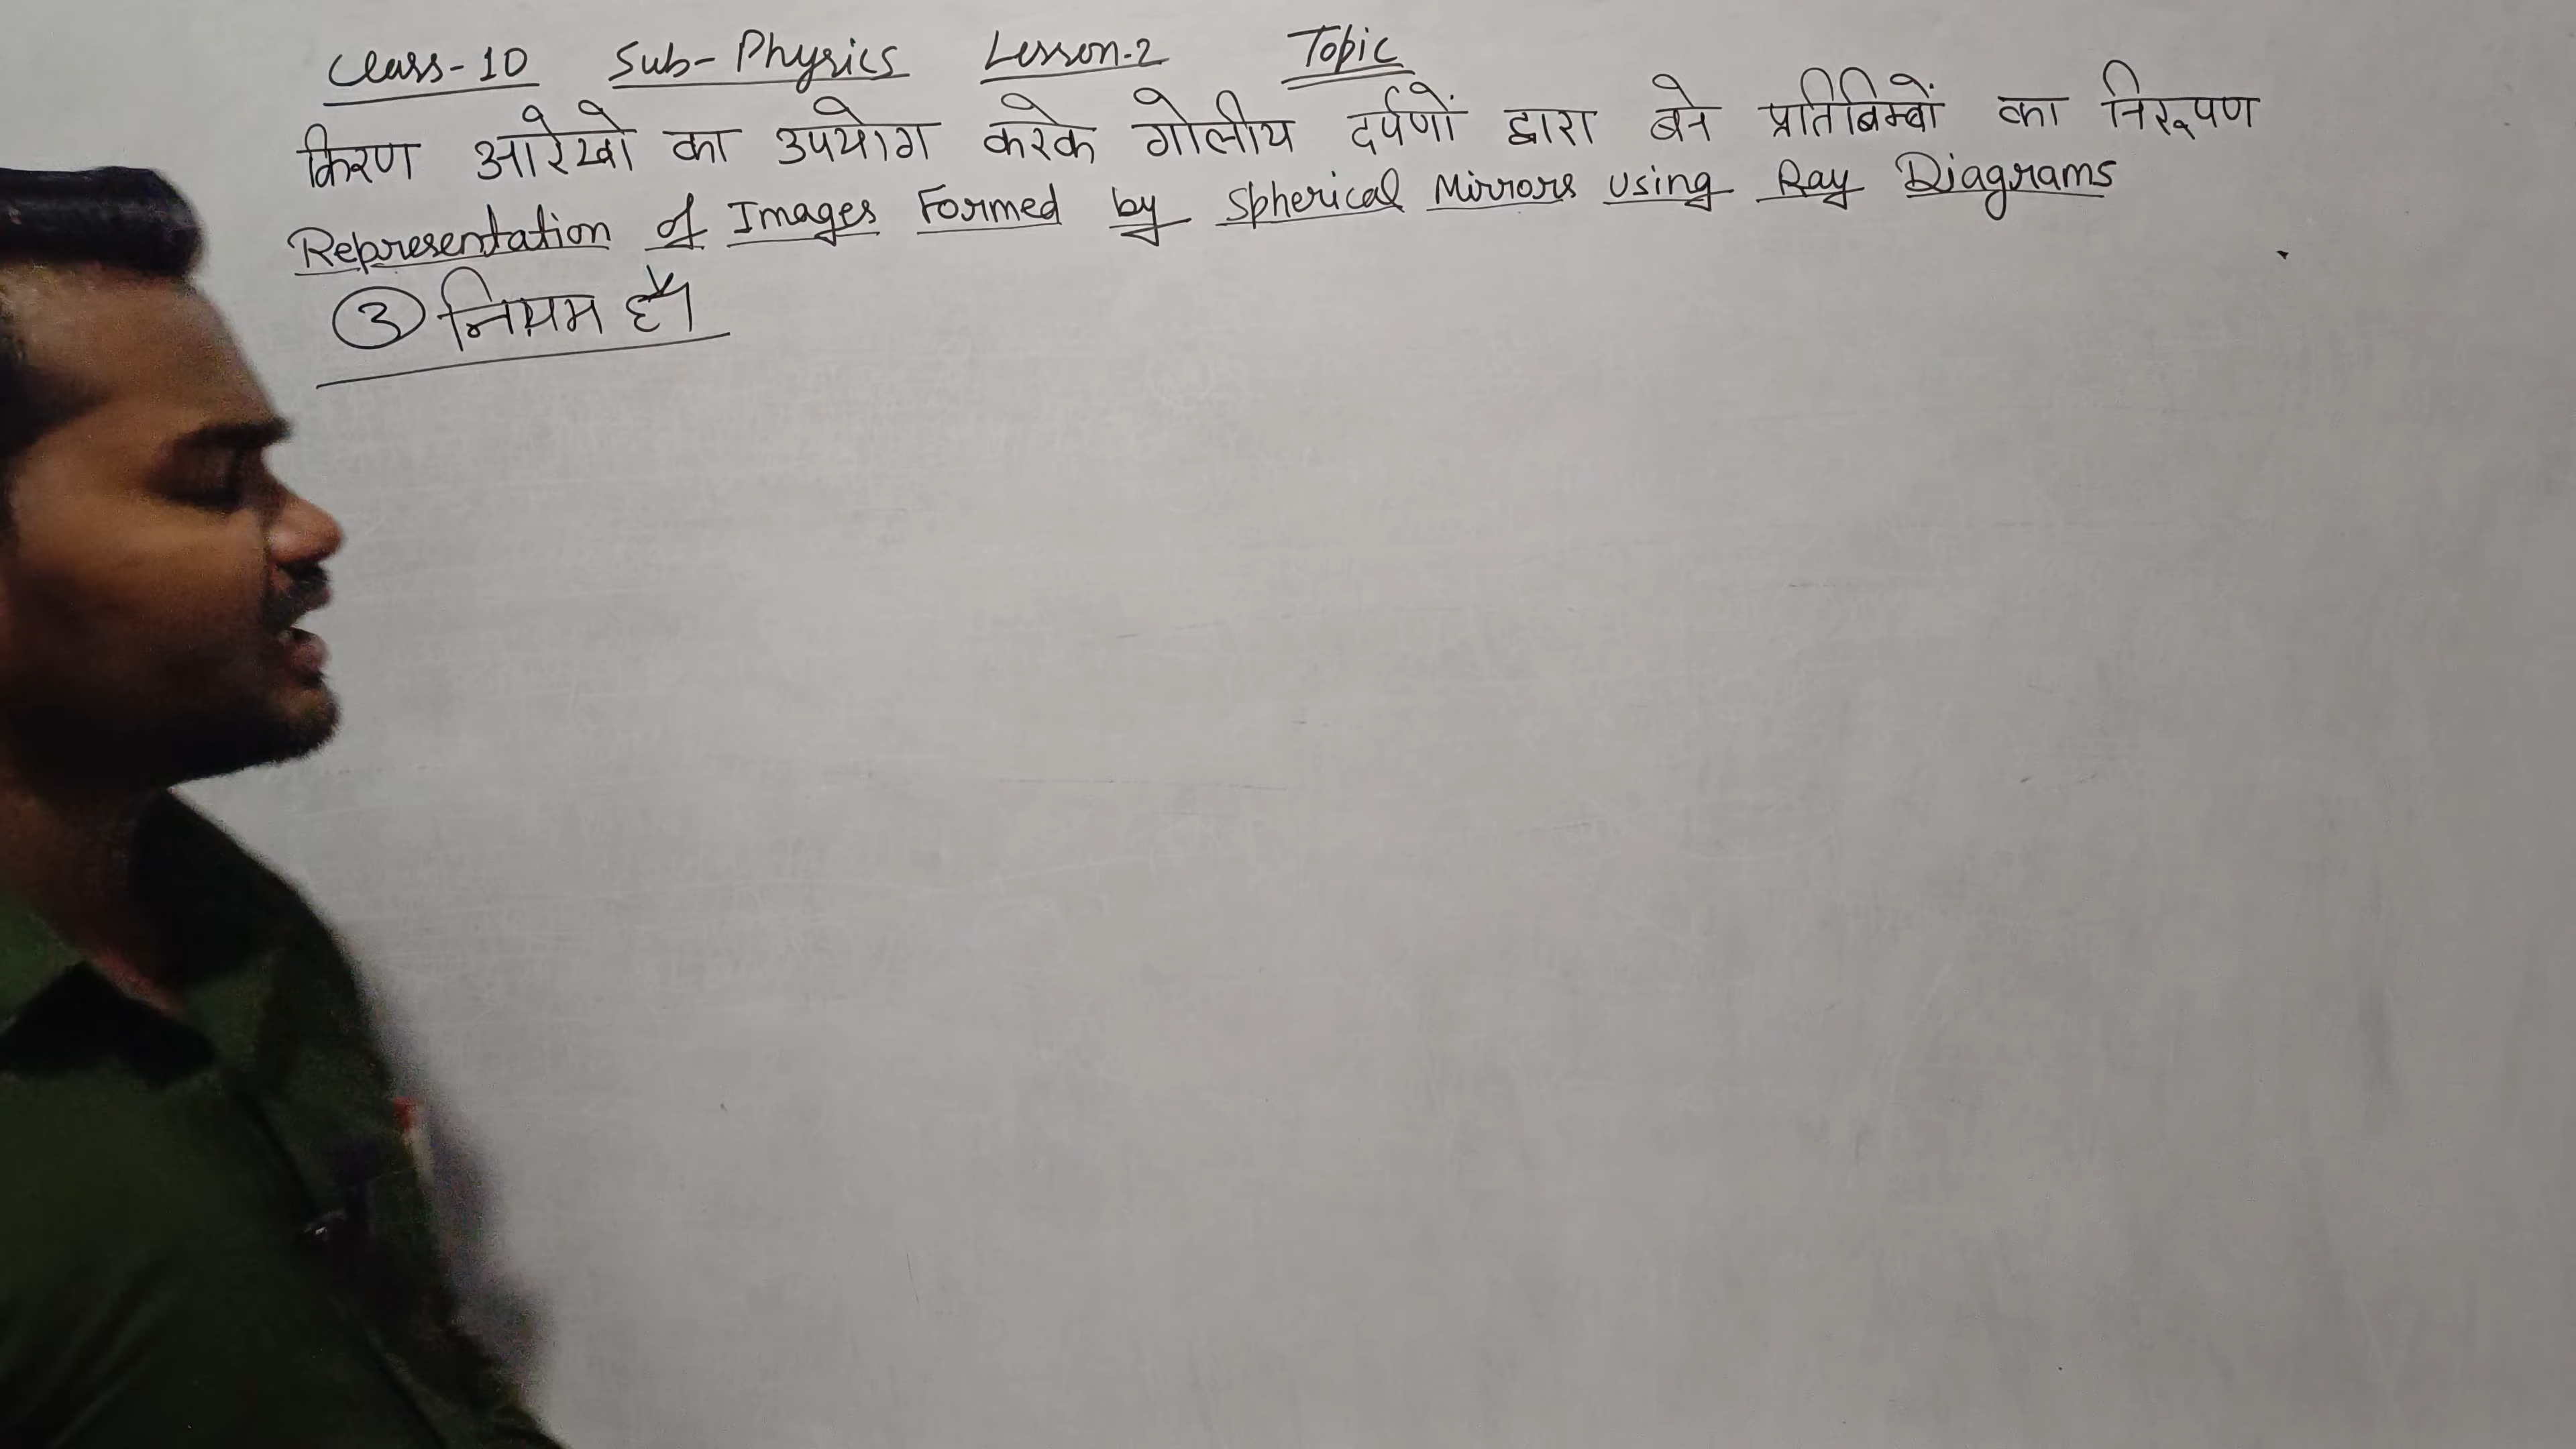 Class-10 Sub-Physics Lesson-2 Topic
किरण आरेखो का उपयोग करके गोलीय दर्पणों द्वारा बने प्रतिबिम्बों का निरूपण
Representation of Images Formed by Spherical Mirrors using Ray Diagrams
③ नियम है।